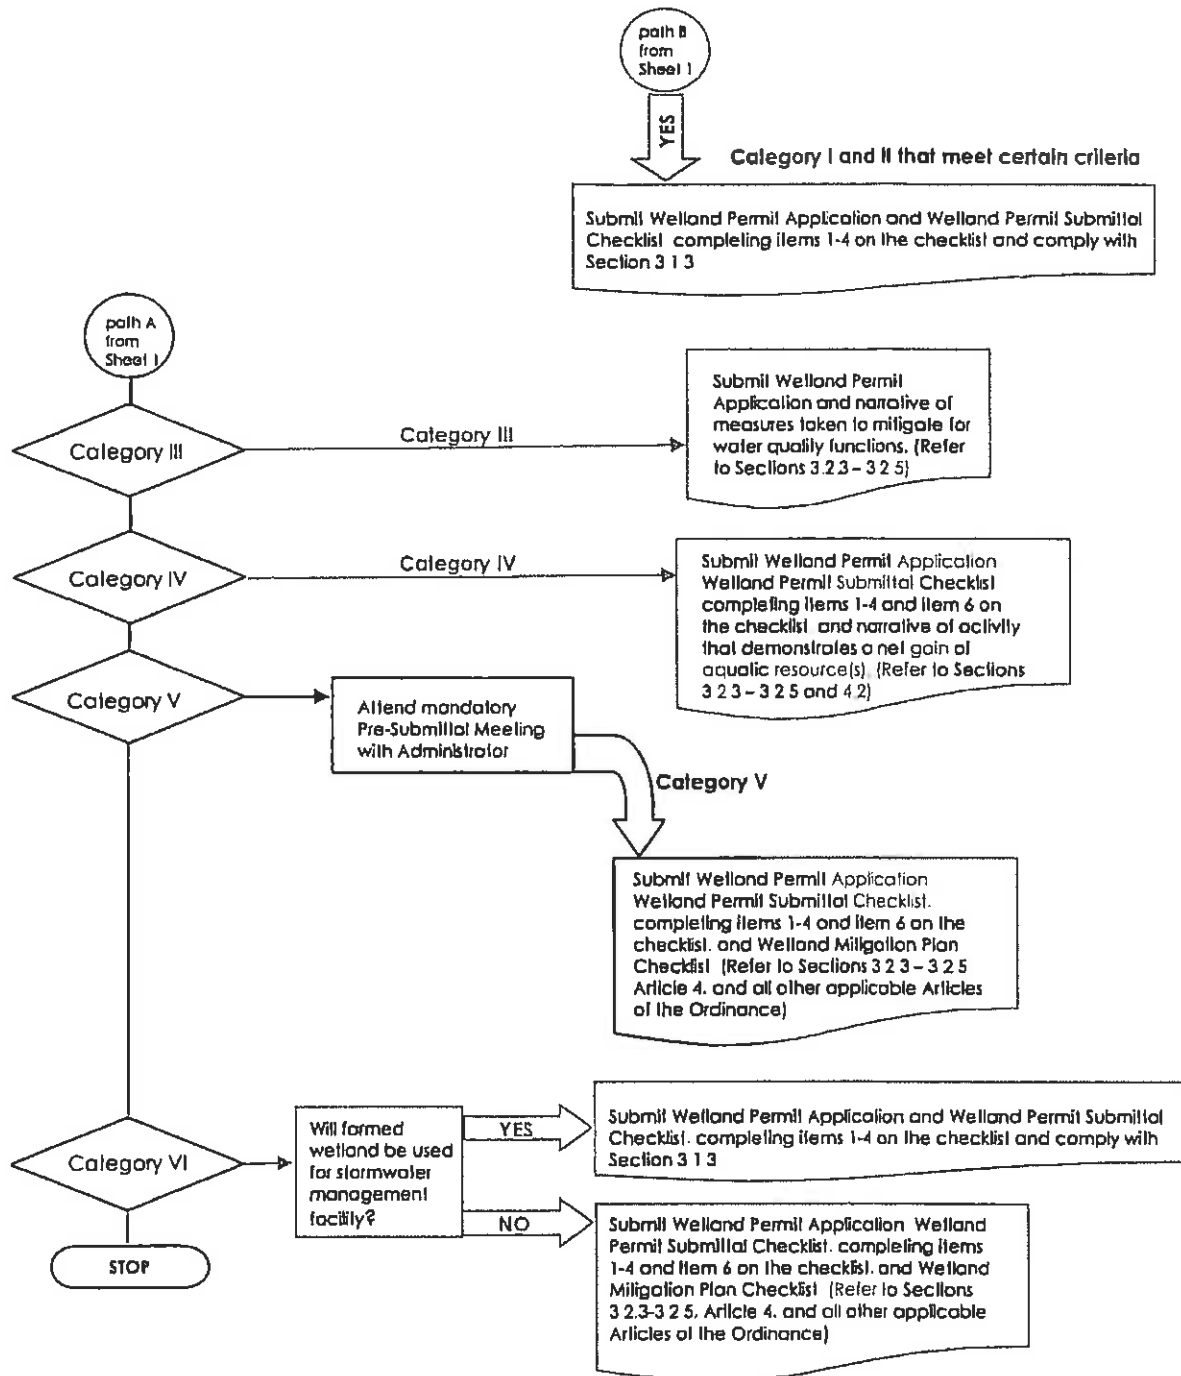 path B
from
Sheet 1
YES
Category I and II that meet certain criteria
Submit Wetland Permit Application and Wetland Permit Submittal
Checklist completing items 1-4 on the checklist and comply with
Section 3 1 3
path A
from
Sheet 1
Category III
Category III
Submit Wetland Permit
Application and narrative of
measures taken to mitigate for
water quality functions. (Refer
to Sections 3.2.3 – 3 2 5)
Category IV
Category IV
Submit Wetland Permit Application
Wetland Permit Submittal Checklist
completing items 1-4 and item 6 on
the checklist and narrative of activity
that demonstrates a net gain of
aquatic resource(s). (Refer to Sections
3 2 3 – 3 2 5 and 4.2)
Category V
Attend mandatory
Pre-Submittal Meeting
with Administrator
Category V
Submit Wetland Permit Application
Wetland Permit Submittal Checklist.
completing items 1-4 and item 6 on the
checklist. and Wetland Mitigation Plan
Checklist (Refer to Sections 3 2 3 – 3 2 5
Article 4. and all other applicable Articles
of the Ordinance)
Category VI
Will formed
wetland be used
for stormwater
management
facility?
YES
Submit Wetland Permit Application and Wetland Permit Submittal
Checklist. completing items 1-4 on the checklist and comply with
Section 3 1 3
NO
Submit Wetland Permit Application Wetland
Permit Submittal Checklist. completing items
1-4 and item 6 on the checklist. and Wetland
Mitigation Plan Checklist (Refer to Sections
3 2.3-3 2 5. Article 4. and all other applicable
Articles of the Ordinance)
STOP